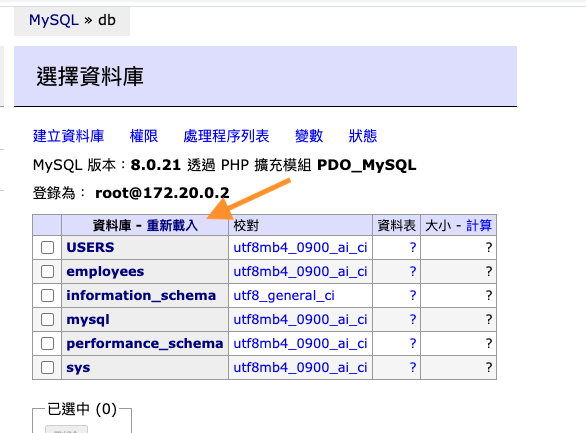 MySQL » db
選擇資料庫
建立資料庫 權限 處理程序列表 變數 狀態
MySQL 版本：8.0.21 透過 PHP 擴充模組 PDO_MySQL
登錄為： root@172.20.0.2
資料庫 - 重新載入 校對 資料表 大小 - 計算
USERS utf8mb4_0900_ai_ci ? ?
employees utf8mb4_0900_ai_ci ? ?
information_schema utf8_general_ci ? ?
mysql utf8mb4_0900_ai_ci ? ?
performance_schema utf8mb4_0900_ai_ci ? ?
sys utf8mb4_0900_ai_ci ? ?
已選中 (0)